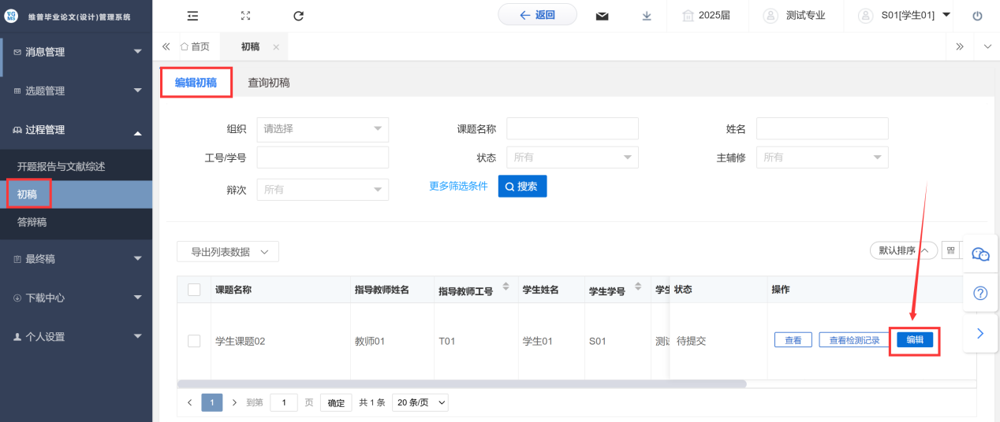 VG MS 维普毕业论文(设计)管理系统
返回
2025届
测试专业
S01[学生01]
消息管理
选题管理
过程管理
开题报告与文献综述
初稿
答辩稿
最终稿
下载中心
个人设置
首页
初稿
编辑初稿
查询初稿
组织 请选择 课题名称 姓名
工号/学号 状态 所有 主辅修 所有
辩次 所有 更多筛选条件 搜索
导出列表数据 默认排序
课题名称 指导教师姓名 指导教师工号 学生姓名 学生学号 学生 状态 操作
学生课题02 教师01 T01 学生01 S01 测试 待提交 查看 查看检测记录 编辑
1 到第 1 页 确定 共 1 条 20 条/页